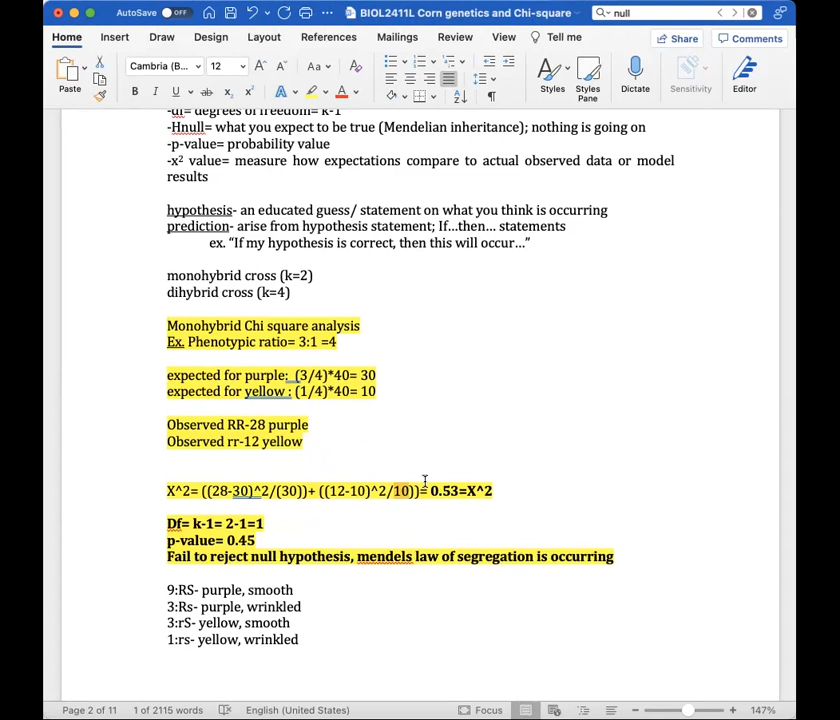 AutoSave OFF BIOL2411L Corn genetics and Chi-square null
Home Insert Draw Design Layout References Mailings Review View Tell me Share Comments
Paste Cambria (B... 12 A A Aa A Styles Styles Pane Dictate Sensitivity Editor
B I U ab x₂ x² A A
-df= degrees of freedom= k-1
-Hnull= what you expect to be true (Mendelian inheritance); nothing is going on
-p-value= probability value
-x² value= measure how expectations compare to actual observed data or model
results
hypothesis- an educated guess/ statement on what you think is occurring
prediction- arise from hypothesis statement; If...then... statements
ex. “If my hypothesis is correct, then this will occur...”
monohybrid cross (k=2)
dihybrid cross (k=4)
Monohybrid Chi square analysis
Ex. Phenotypic ratio= 3:1 =4
expected for purple: (3/4)*40= 30
expected for yellow : (1/4)*40= 10
Observed RR-28 purple
Observed rr-12 yellow
X^2= ((28-30)^2/(30))+ ((12-10)^2/10))= 0.53=X^2
Df= k-1= 2-1=1
p-value= 0.45
Fail to reject null hypothesis, mendels law of segregation is occurring
9:RS- purple, smooth
3:Rs- purple, wrinkled
3:rS- yellow, smooth
1:rs- yellow, wrinkled
Page 2 of 11 1 of 2115 words English (United States) Focus 147%